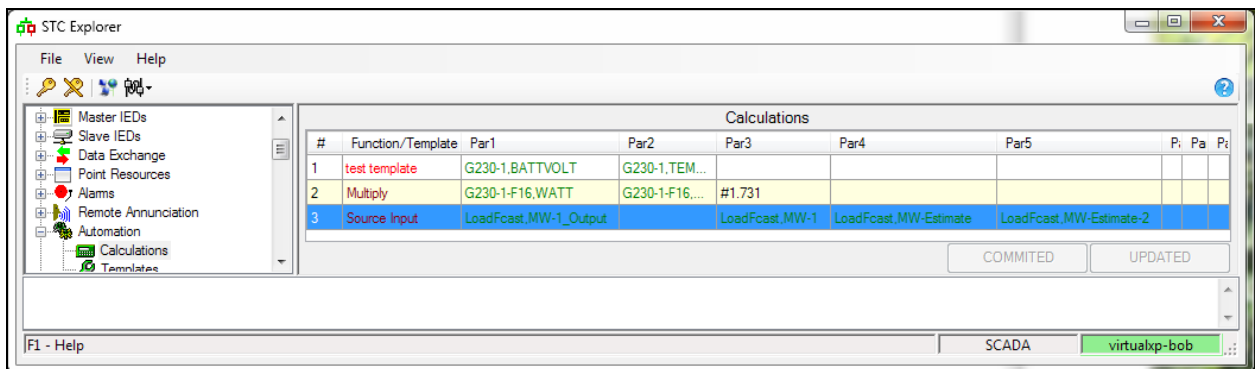 STC Explorer
File View Help
Master IEDs
Slave IEDs
Data Exchange
Point Resources
Alarms
Remote Annunciation
Automation
Calculations
Templates
Calculations
# Function/Template Par1 Par2 Par3 Par4 Par5 Pa Pa Pa
1 test template G230-1,BATTVOLT G230-1,TEM...
2 Multiply G230-1-F16,WATT G230-1-F16,... #1.731
3 Source Input LoadFcast,MW-1_Output LoadFcast,MW-1 LoadFcast,MW-Estimate LoadFcast,MW-Estimate-2
COMMITED UPDATED
F1 - Help SCADA virtualxp-bob